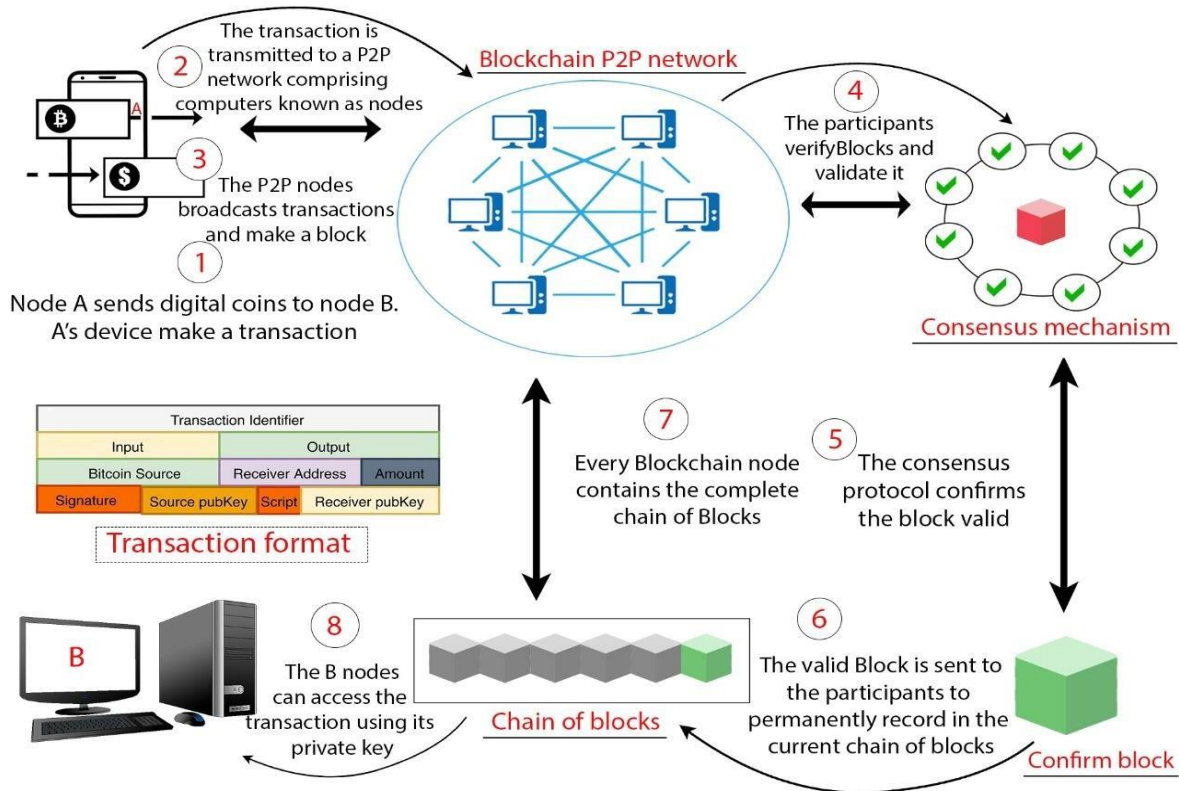 2
The transaction is
transmitted to a P2P
network comprising
computers known as nodes
A
3
The P2P nodes
broadcasts transactions
and make a block
1
Node A sends digital coins to node B.
A's device make a transaction
Blockchain P2P network
4
The participants
verifyBlocks and
validate it
Consensus mechanism
Transaction Identifier
Input Output
Bitcoin Source Receiver Address Amount
Signature Source pubKey Script Receiver pubKey
Transaction format
7
Every Blockchain node
contains the complete
chain of Blocks
5
The consensus
protocol confirms
the block valid
B
8
The B nodes
can access the
transaction using its
private key
Chain of blocks
6
The valid Block is sent to
the participants to
permanently record in the
current chain of blocks
Confirm block